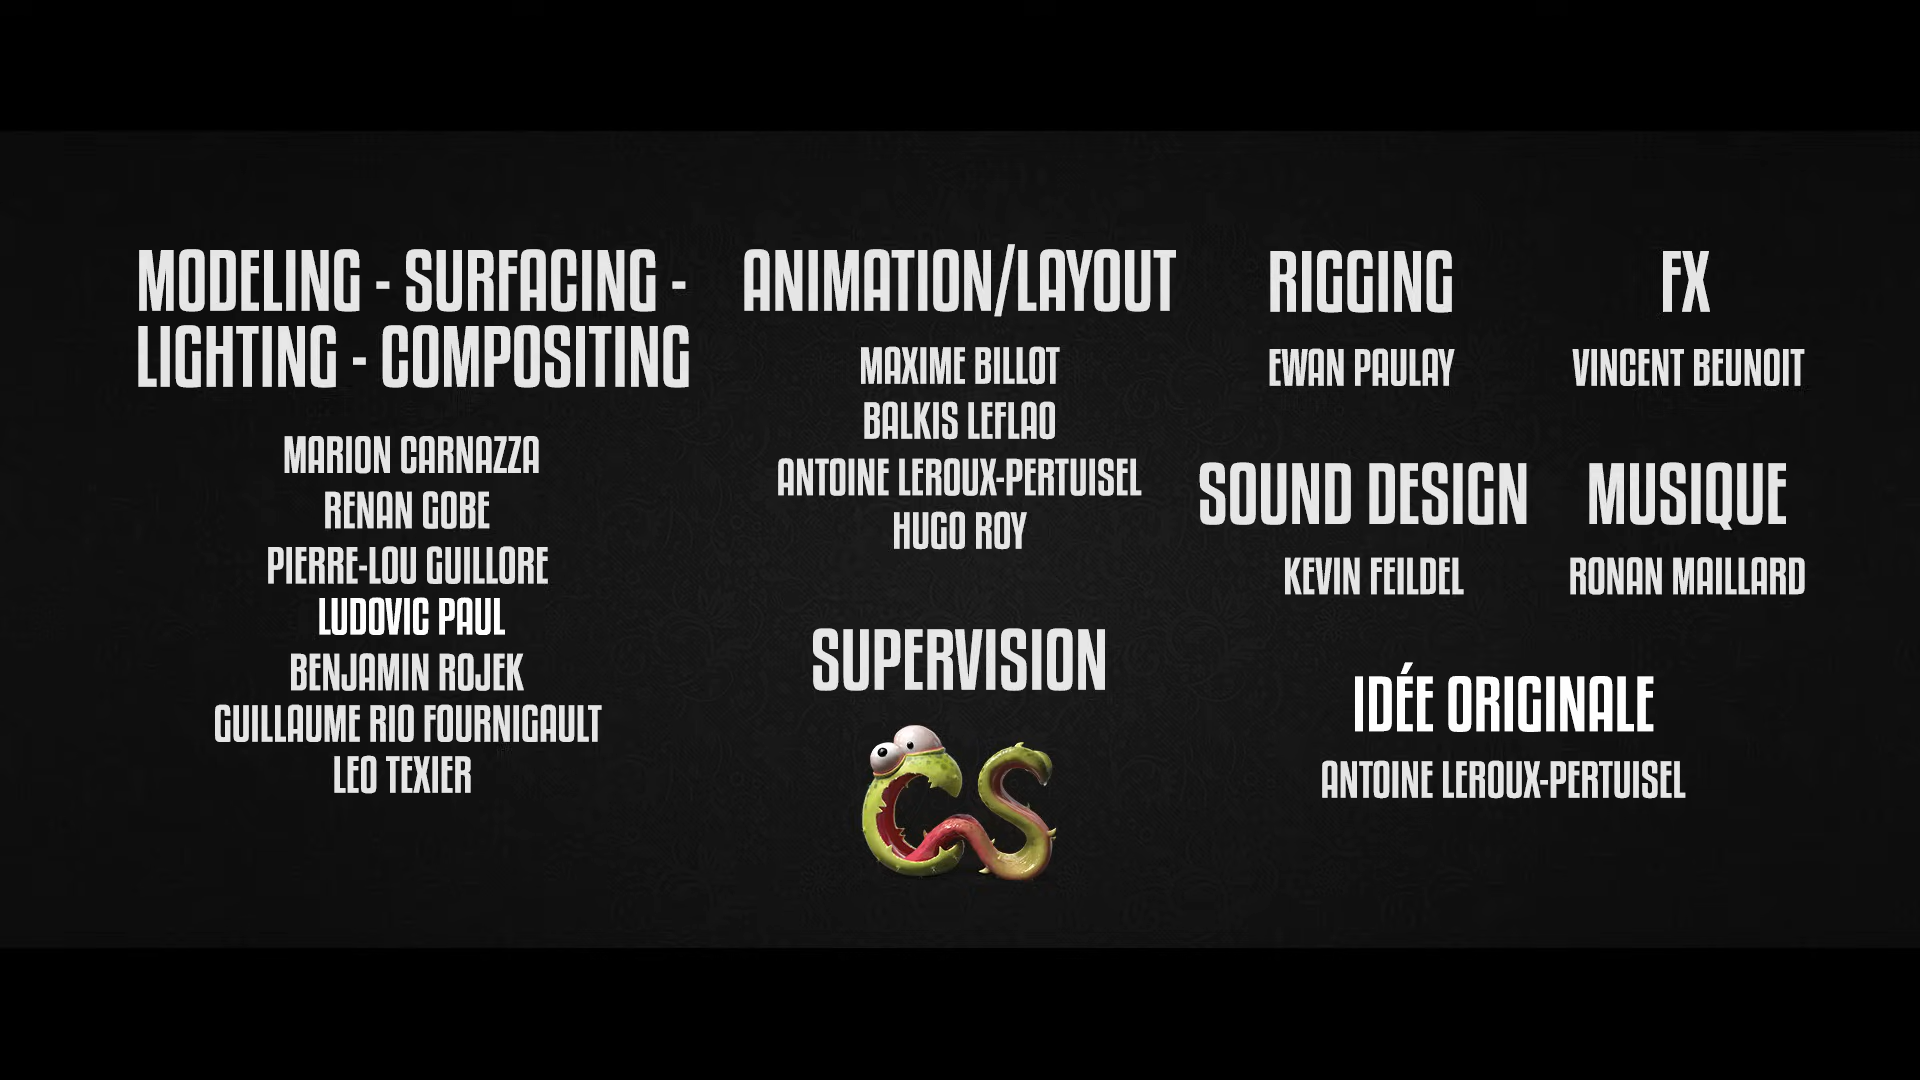 MODELING - SURFACING -
LIGHTING - COMPOSITING
MARION CARNAZZA
RENAN GOBE
PIERRE-LOU GUILLORE
LUDOVIC PAUL
BENJAMIN ROJEK
GUILLAUME RIO FOURNIGAULT
LEO TEXIER
ANIMATION/LAYOUT
MAXIME BILLOT
BALKIS LEFLAO
ANTOINE LEROUX-PERTUISEL
HUGO ROY
SUPERVISION
CS
RIGGING
EWAN PAULAY
FX
VINCENT BEUNOIT
SOUND DESIGN
KEVIN FEILDEL
MUSIQUE
RONAN MAILLARD
IDÉE ORIGINALE
ANTOINE LEROUX-PERTUISEL